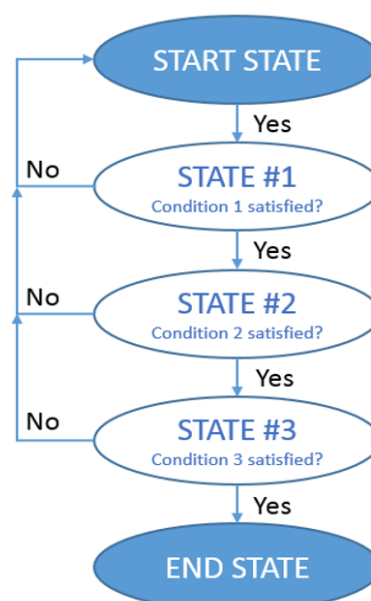 START STATE
Yes
No
STATE #1
Condition 1 satisfied?
Yes
No
STATE #2
Condition 2 satisfied?
Yes
No
STATE #3
Condition 3 satisfied?
Yes
END STATE